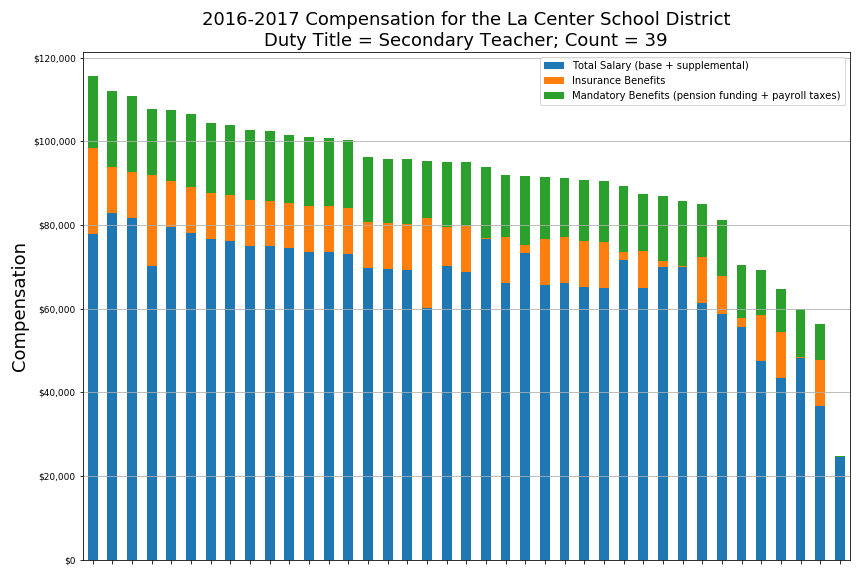 2016-2017 Compensation for the La Center School District
Duty Title = Secondary Teacher; Count = 39
Total Salary (base + supplemental)
Insurance Benefits
Mandatory Benefits (pension funding + payroll taxes)
Compensation
$120,000
$100,000
$80,000
$60,000
$40,000
$20,000
$0